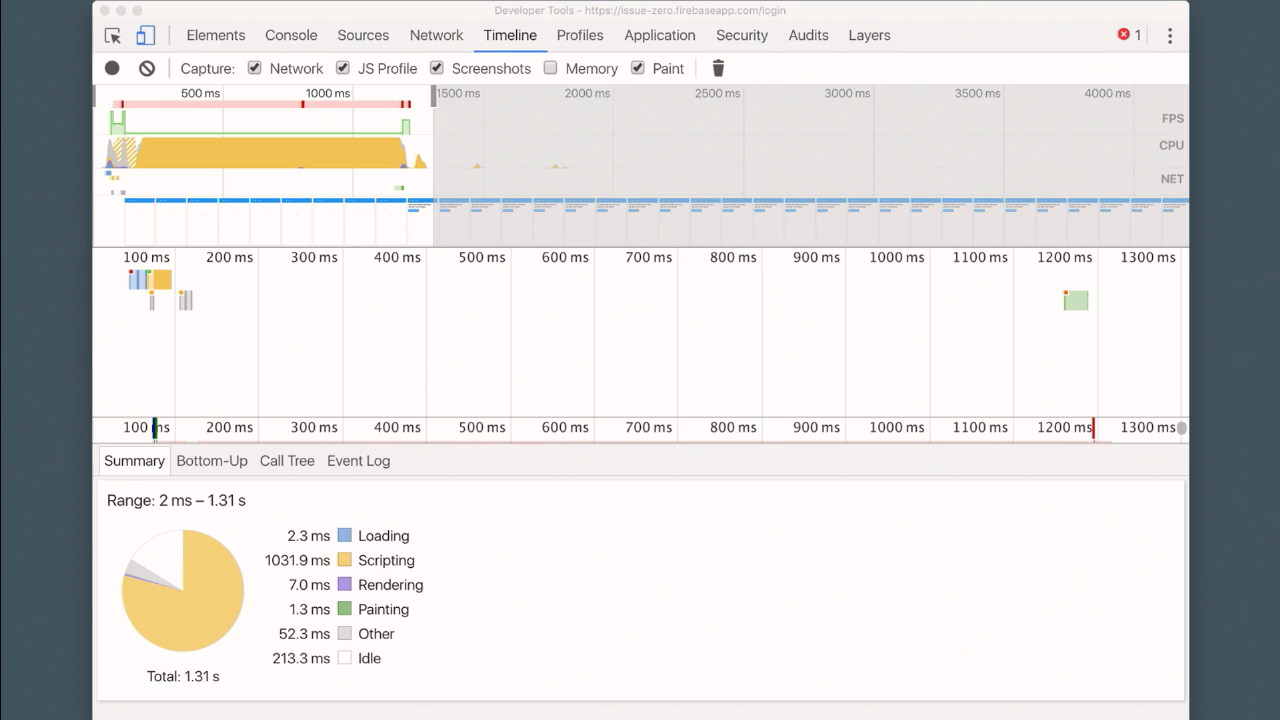 Developer Tools - https://issue-zero.firebaseapp.com/login
Elements Console Sources Network Timeline Profiles Application Security Audits Layers 1
Capture: Network JS Profile Screenshots Memory Paint
500 ms 1000 ms 1500 ms 2000 ms 2500 ms 3000 ms 3500 ms 4000 ms
FPS
CPU
NET
100 ms 200 ms 300 ms 400 ms 500 ms 600 ms 700 ms 800 ms 900 ms 1000 ms 1100 ms 1200 ms 1300 ms
100 ms 200 ms 300 ms 400 ms 500 ms 600 ms 700 ms 800 ms 900 ms 1000 ms 1100 ms 1200 ms 1300 ms
Summary Bottom-Up Call Tree Event Log
Range: 2 ms – 1.31 s
2.3 ms Loading
1031.9 ms Scripting
7.0 ms Rendering
1.3 ms Painting
52.3 ms Other
213.3 ms Idle
Total: 1.31 s